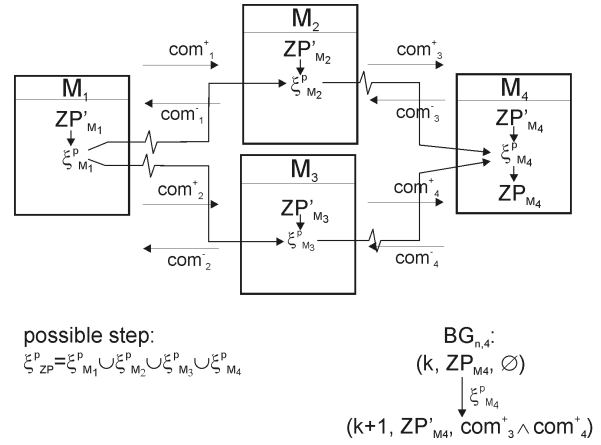 M₂
com⁺₁
ZP'M₂
com⁺₃
ξᵖM₂
M₁
com⁻₁
com⁻₃
M₄
ZP'M₁
ZP'M₄
ξᵖM₁
M₃
ξᵖM₄
com⁺₂
com⁺₄
ZP'M₃
ZPM₄
ξᵖM₃
com⁻₂
com⁻₄
possible step:
ξᵖZP=ξᵖM₁∪ξᵖM₂∪ξᵖM₃∪ξᵖM₄
BGn,4:
(k, ZPM4, ∅)
ξᵖM₄
(k+1, ZP'M4, com⁺₃ ∧ com⁺₄)